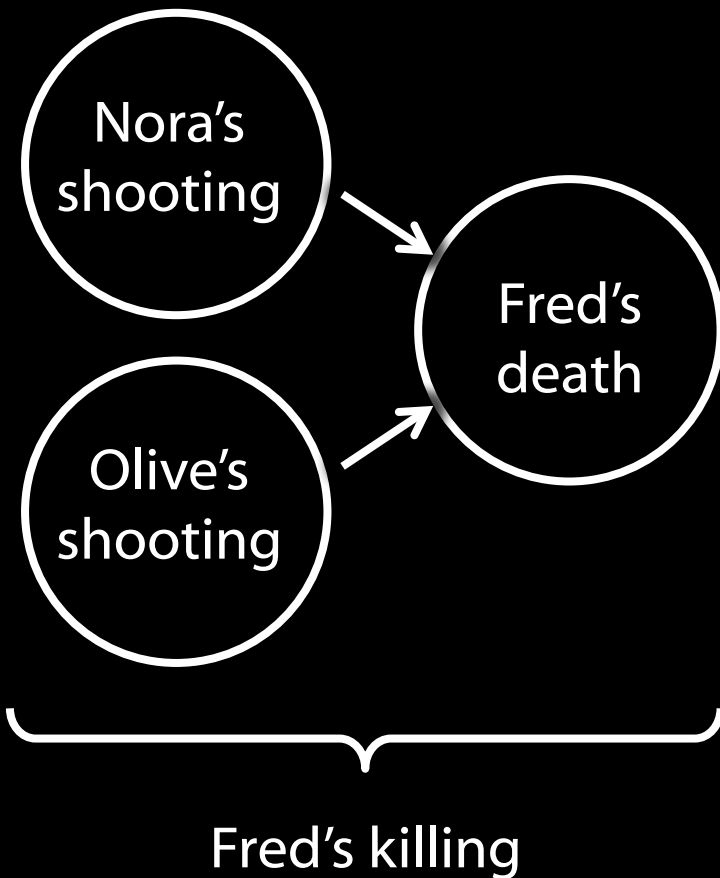 Nora’s
shooting
Fred’s
death
Olive’s
shooting
Fred’s killing